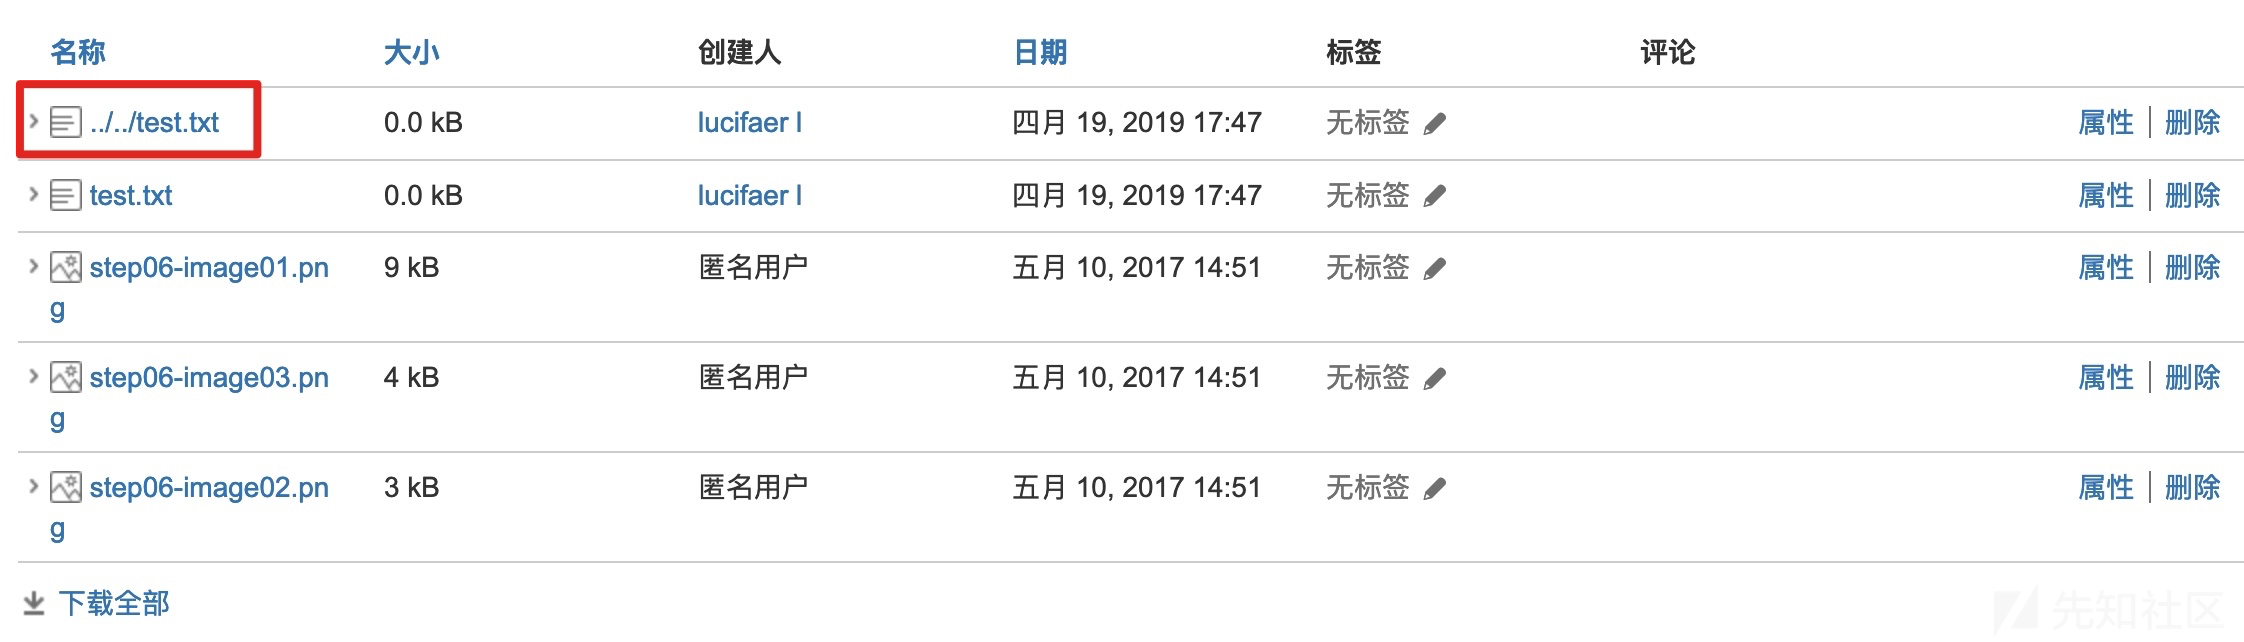 名称 大小 创建人 日期 标签 评论
../../test.txt 0.0 kB lucifaer l 四月 19, 2019 17:47 无标签 属性 | 删除
test.txt 0.0 kB lucifaer l 四月 19, 2019 17:47 无标签 属性 | 删除
step06-image01.pn 9 kB 匿名用户 五月 10, 2017 14:51 无标签 属性 | 删除
g
step06-image03.pn 4 kB 匿名用户 五月 10, 2017 14:51 无标签 属性 | 删除
g
step06-image02.pn 3 kB 匿名用户 五月 10, 2017 14:51 无标签 属性 | 删除
g
下载全部
先知社区